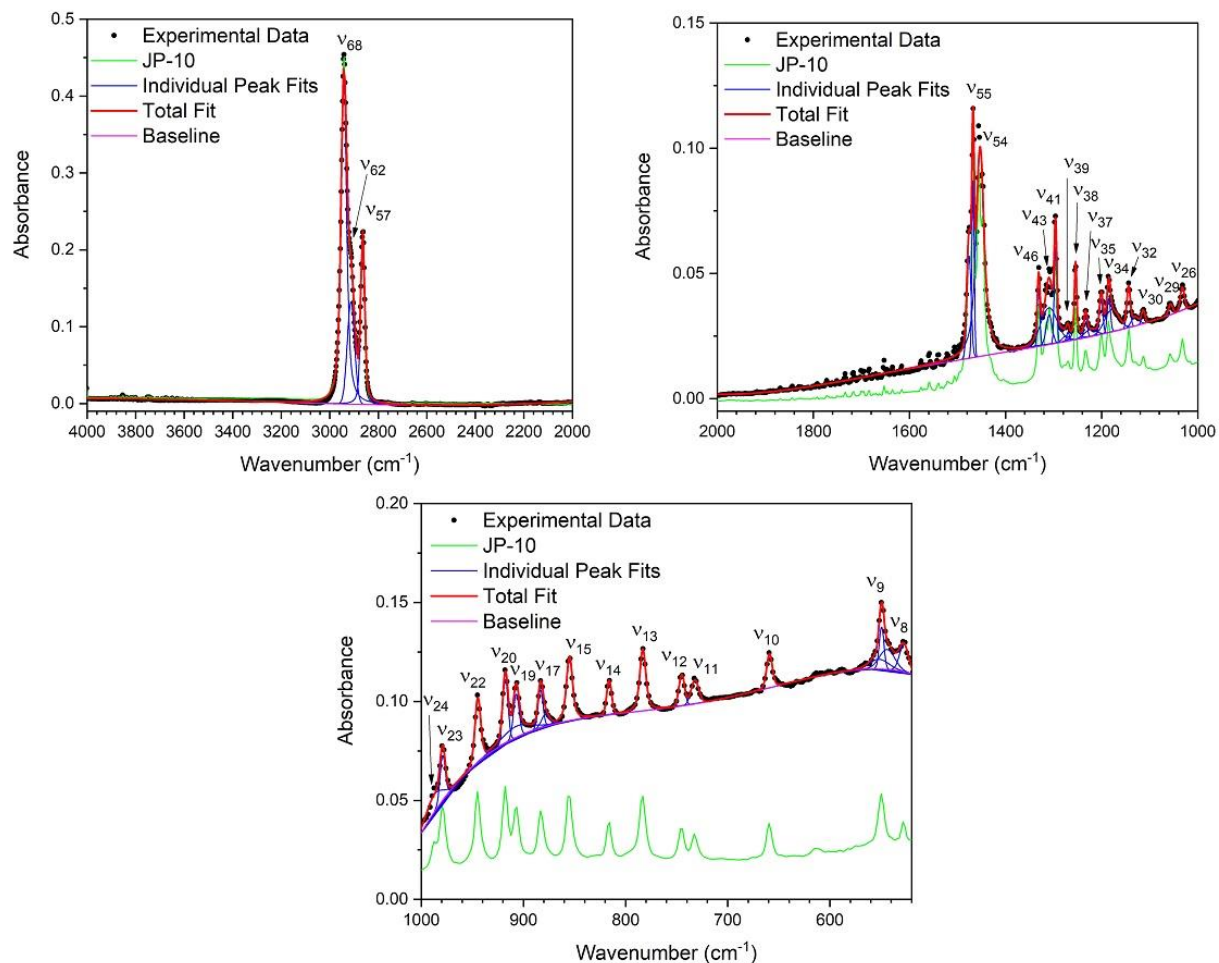 0.5
0.4
0.3
0.2
0.1
0.0
Absorbance
Experimental Data
JP-10
Individual Peak Fits
Total Fit
Baseline
ν68
ν62
ν57
4000 3800 3600 3400 3200 3000 2800 2600 2400 2200 2000
Wavenumber (cm-1)
0.15
0.10
0.05
0.00
Absorbance
Experimental Data
JP-10
Individual Peak Fits
Total Fit
Baseline
ν55
ν54
ν46
ν43
ν41
ν39
ν38
ν37
ν35
ν34
ν32
ν30
ν29
ν26
2000 1800 1600 1400 1200 1000
Wavenumber (cm-1)
0.20
0.15
0.10
0.05
0.00
Absorbance
Experimental Data
JP-10
Individual Peak Fits
Total Fit
Baseline
ν24
ν23
ν22
ν20
ν19
ν17
ν15
ν14
ν13
ν12
ν11
ν10
ν9
ν8
1000 900 800 700 600
Wavenumber (cm-1)